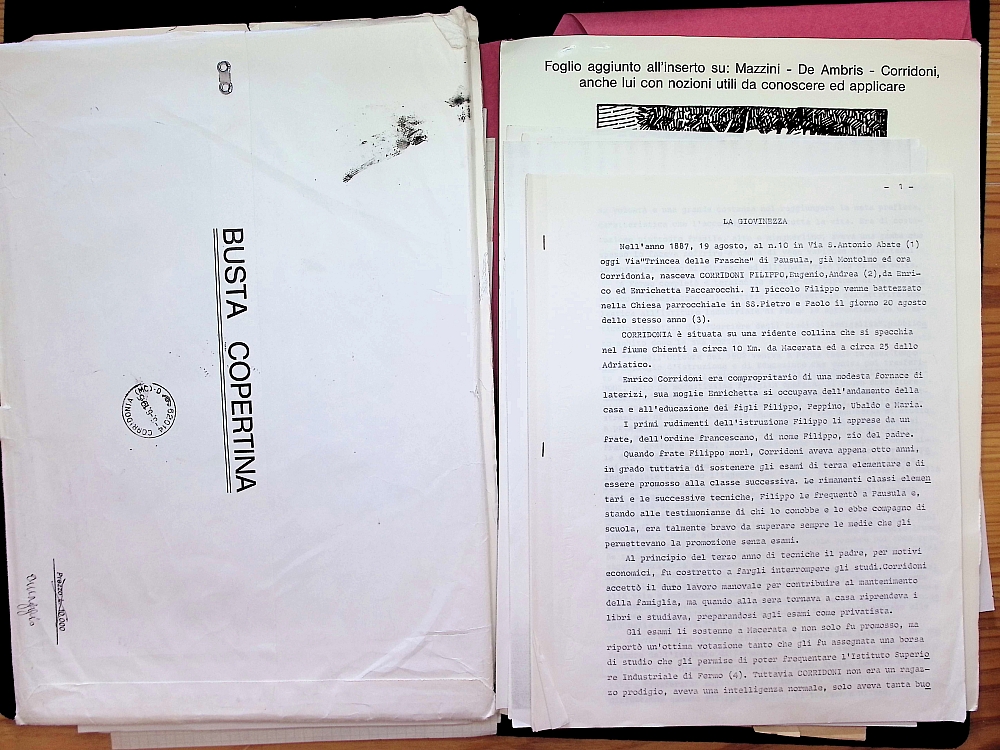 BUSTA COPERTINA
62014 CORRIDONIA (MC)
Prezzo L. 10.000
omaggio
Foglio aggiunto all'inserto su: Mazzini - De Ambris - Corridoni,
anche lui con nozioni utili da conoscere ed applicare
- 1 -
LA GIOVINEZZA
Nell'anno 1887, 19 agosto, al n.10 in Via S.Antonio Abate (1)
oggi Via"Trincea delle Frasche" di Pausula, già Montolmo ed ora
Corridonia, nasceva CORRIDONI FILIPPO,Eugenio,Andrea (2),da Enri-
co ed Enrichetta Paccarocchi. Il piccolo Filippo venne battezzato
nella Chiesa parrocchiale in SS.Pietro e Paolo il giorno 20 agosto
dello stesso anno (3).
CORRIDONIA è situata su una ridente collina che si specchia
nel fiume Chienti a circa 10 Km. da Macerata ed a circa 25 dallo
Adriatico.
Enrico Corridoni era compropritario di una modesta fornace di
laterizi, sua moglie Enrichetta si occupava dell'andamento della
casa e all'educazione dei figli Filippo, Peppino, Ubaldo e Maria.
I primi rudimenti dell'istruzione Filippo li apprese da un
frate, dell'ordine francescano, di nome Filippo, zio del padre.
Quando frate Filippo morì, Corridoni aveva appena otto anni,
in grado tuttavia di sostenere gli esami di terza elementare e di
essere promosso alla classe successiva. Le rimanenti classi elemen
tari e le successive tecniche, Filippo le frequentò a Pausula e,
stando alle testimonianze di chi lo conobbe e lo ebbe compagno di
scuola, era talmente bravo da superare sempre le medie che gli
permettevano la promozione senza esami.
Al principio del terzo anno di tecniche il padre, per motivi
economici, fu costretto a fargli interrompere gli studi.Corridoni
accettò il duro lavoro manovale per contribuire al mantenimento
della famiglia, ma quando alla sera tornava a casa riprendeva i
libri e studiava, preparandosi agli esami come privatista.
Gli esami li sostenne a Macerata e non solo fu promosso, ma
riportò un'ottima votazione tanto che gli fu assegnata una borsa
di studio che gli permise di poter frequentare l'Istituto Superio
re Industriale di Fermo (4). Tuttavia CORRIDONI non era un ragaz-
zo prodigio, aveva una intelligenza normale, solo aveva tanta buo